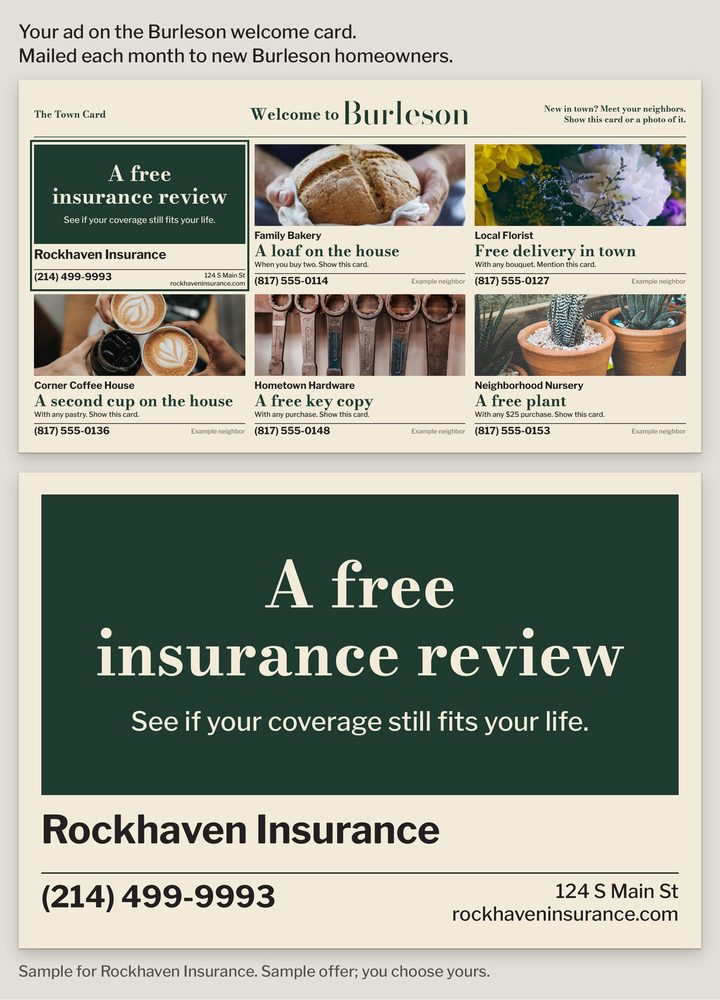 Your ad on the Burleson welcome card.
Mailed each month to new Burleson homeowners.
The Town Card
Welcome to Burleson
New in town? Meet your neighbors.
Show this card or a photo of it.
A free
insurance review
See if your coverage still fits your life.
Rockhaven Insurance
(214) 499-9993
124 S Main St
rockhaveninsurance.com
Family Bakery
A loaf on the house
When you buy two. Show this card.
(817) 555-0114
Example neighbor
Local Florist
Free delivery in town
With any bouquet. Mention this card.
(817) 555-0127
Example neighbor
Corner Coffee House
A second cup on the house
With any pastry. Show this card.
(817) 555-0136
Example neighbor
Hometown Hardware
A free key copy
With any purchase. Show this card.
(817) 555-0148
Example neighbor
Neighborhood Nursery
A free plant
With any $25 purchase. Show this card.
(817) 555-0153
Example neighbor
A free
insurance review
See if your coverage still fits your life.
Rockhaven Insurance
(214) 499-9993
124 S Main St
rockhaveninsurance.com
Sample for Rockhaven Insurance. Sample offer; you choose yours.